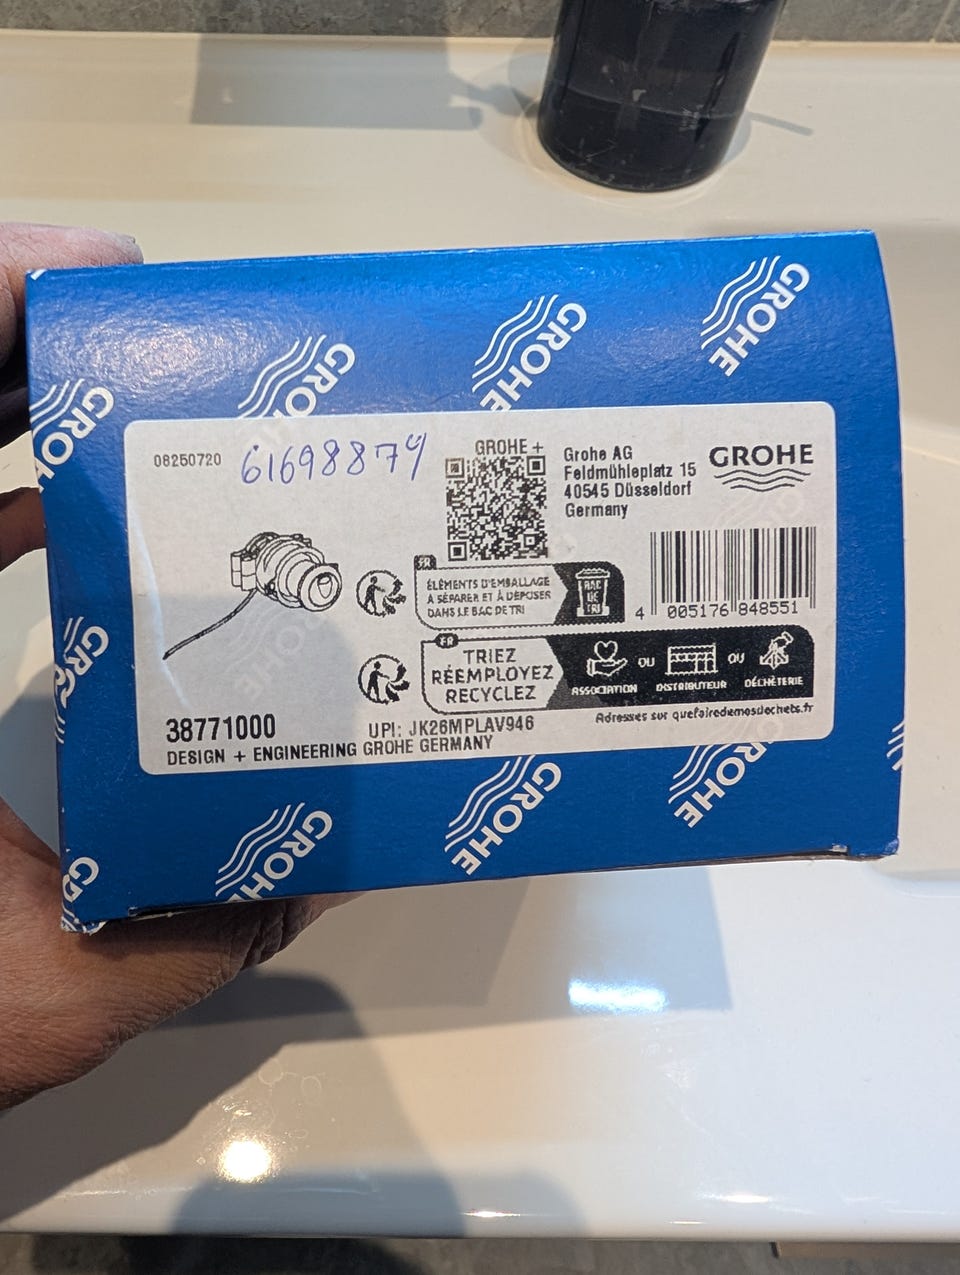 GROHE
GROHE
GROHE
GROHE
08250720
61698874
GROHE +
Grohe AG
Feldmühleplatz 15
40545 Düsseldorf
Germany
GROHE
FR
ÉLÉMENTS D'EMBALLAGE
À SÉPARER ET À DÉPOSER
DANS LE BAC DE TRI
BAC
DE
TRI
4 005176 848551
FR
TRIEZ
RÉEMPLOYEZ
RECYCLEZ
ASSOCIATION
OU
DISTRIBUTEUR
OU
DÉCHÈTERIE
Adresses sur quefairedemesdechets.fr
38771000
UPI: JK26MPLAV946
DESIGN + ENGINEERING GROHE GERMANY
GROHE
GROHE
GROHE